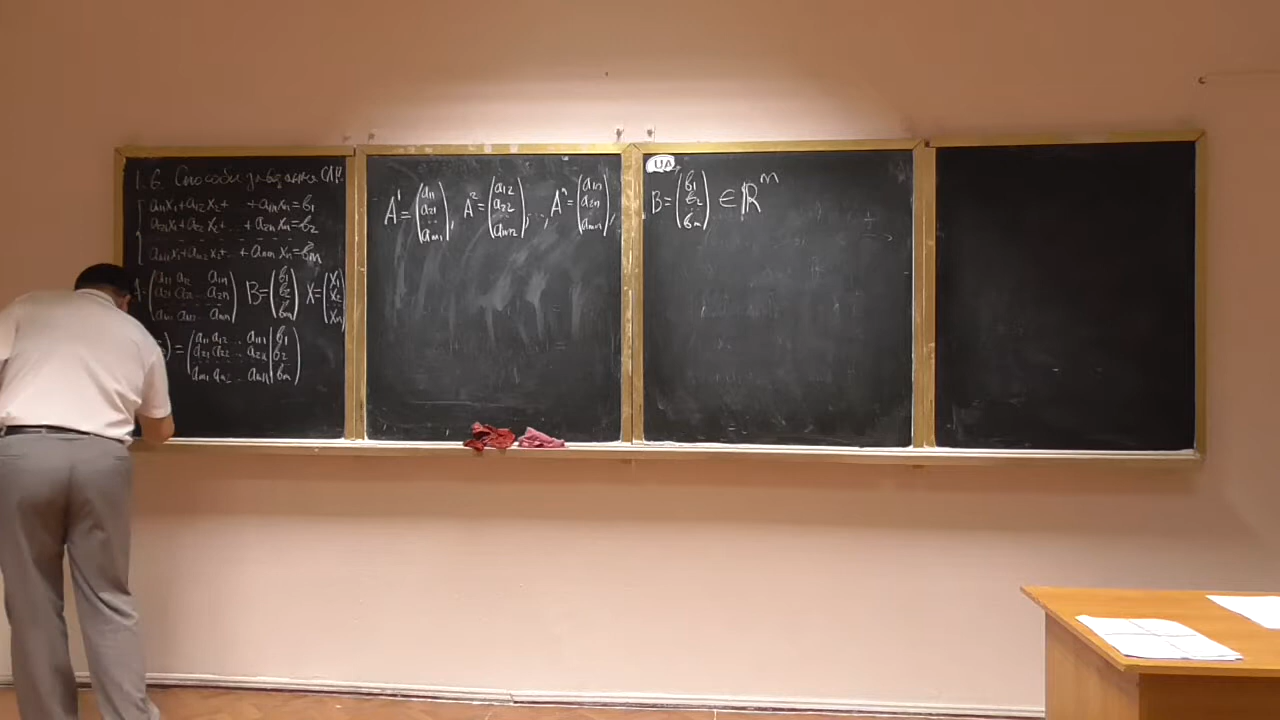 1.6. Способи завдання СЛР.
a₁₁x₁+a₁₂x₂+ +a₁ₙxₙ=b₁
a₂₁x₁+a₂₂x₂+... +a₂ₙxₙ=b₂
aₘ₁x₁+aₘ₂x₂+... +aₘₙxₙ=bₘ
A= a₁₁ a₁₂ a₁ₙ B= b₁ X= x₁
a₂₁ a₂₂ ... a₂ₙ b₂ x₂
aₘ₁ aₘ₂ ... aₘₙ bₘ xₙ
) = a₁₁ a₁₂ ... a₁ₙ | b₁
a₂₁ a₂₂ ... a₂ₙ | b₂
aₘ₁ aₘ₂ ... aₘₙ | bₘ
A¹= a₁₁ , A²= a₁₂ ,..., Aⁿ= a₁ₙ ,
a₂₁ a₂₂ a₂ₙ
... ... ...
aₘ₁ aₘ₂ aₘₙ
UA
B= b₁ ∈ ℝᵐ
b₂
...
bₘ